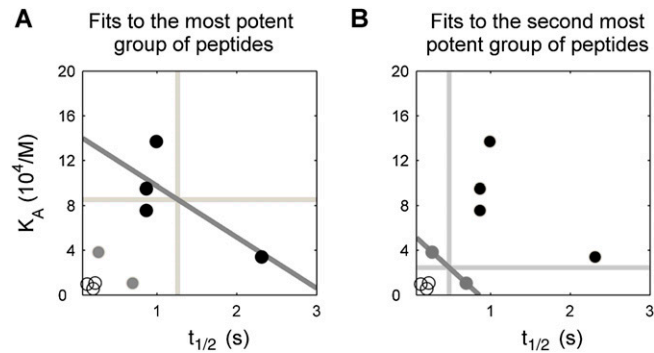 A Fits to the most potent
group of peptides
B Fits to the second most
potent group of peptides
K_A (10^4/M)
20
16
12
8
4
0
1
2
3
t_1/2 (s)
20
16
12
8
4
0
1
2
3
t_1/2 (s)